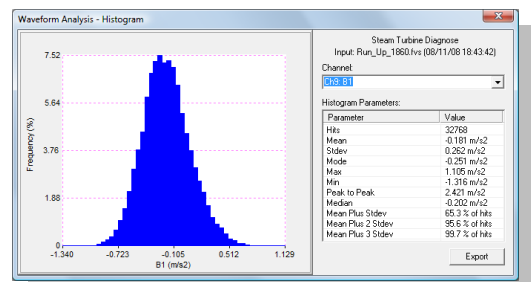 Waveform Analysis - Histogram
Steam Turbine Diagnose
Input: Run_Up_1860.fvs (08/11/08 18:43:42)
Channel:
Ch9: B1
Histogram Parameters:
Parameter Value
Hits 32768
Mean -0.181 m/s2
Stdev 0.262 m/s2
Mode -0.251 m/s2
Max 1.105 m/s2
Min -1.316 m/s2
Peak to Peak 2.421 m/s2
Median -0.202 m/s2
Mean Plus Stdev 65.3 % of hits
Mean Plus 2 Stdev 95.6 % of hits
Mean Plus 3 Stdev 99.7 % of hits
Export
Frequency (%)
7.52
5.64
3.76
1.88
0
-1.340 -0.723 -0.105 0.512 1.129
B1 (m/s2)